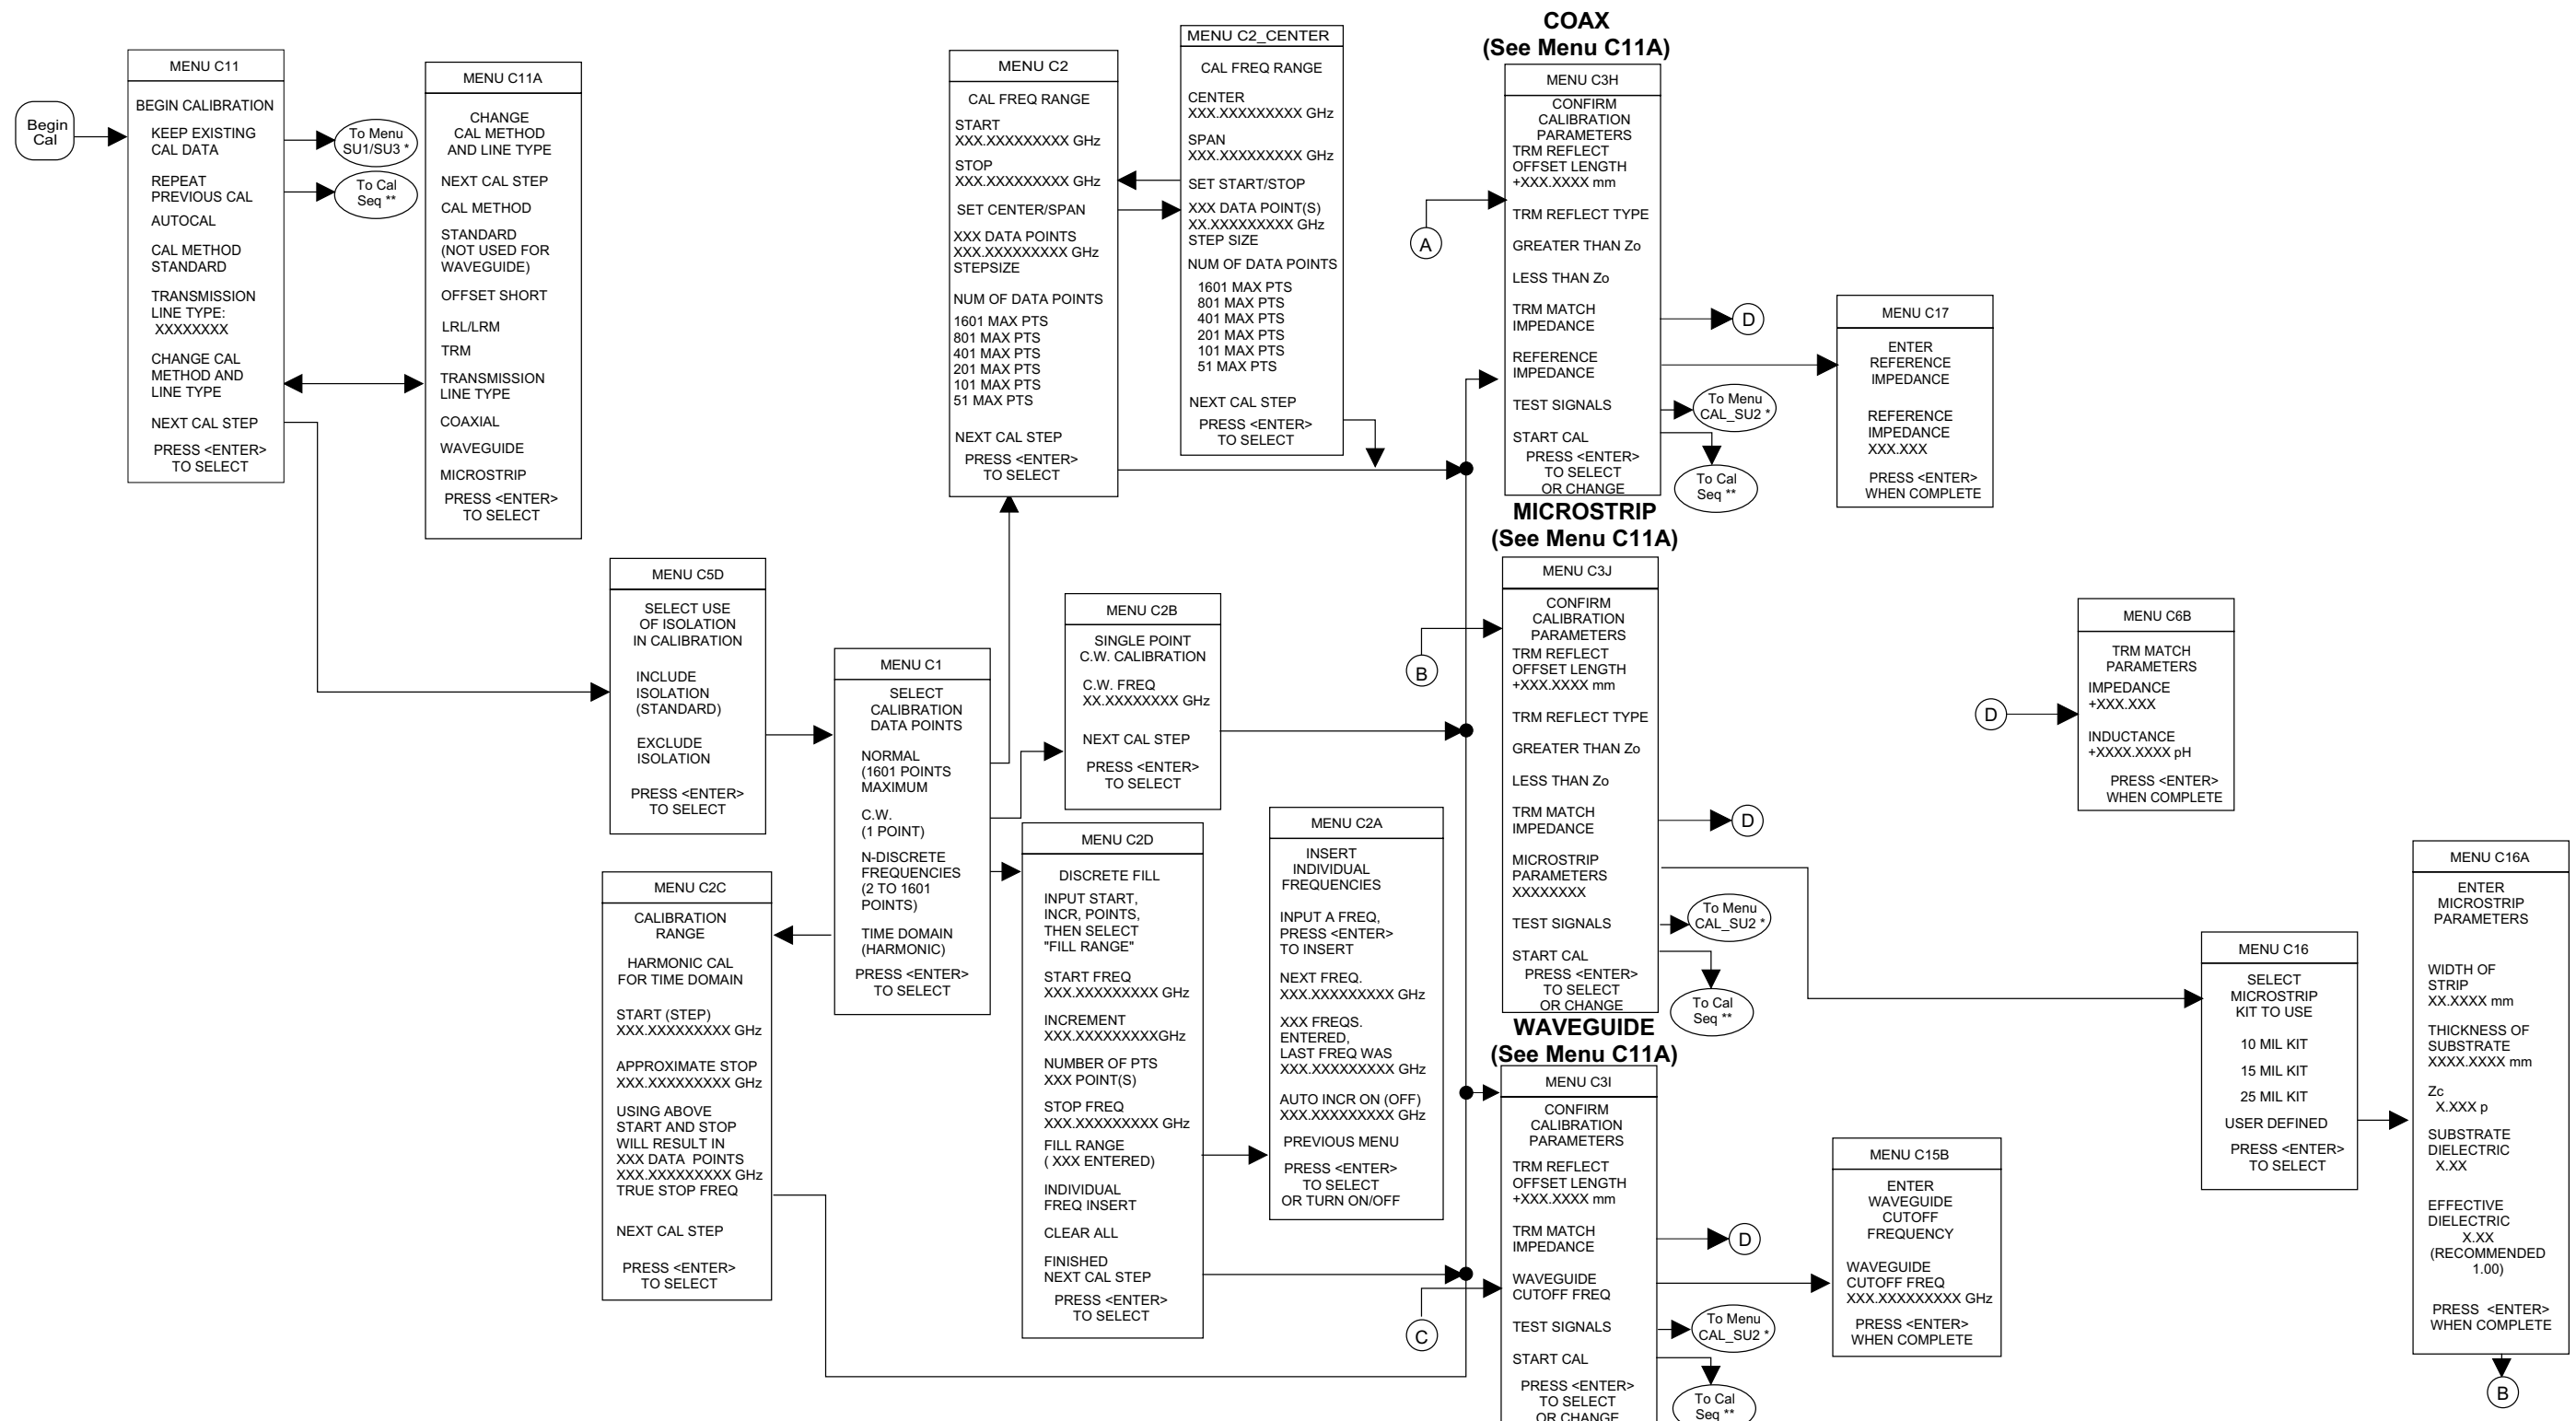 Begin
Cal
MENU C11
BEGIN CALIBRATION
KEEP EXISTING
CAL DATA
REPEAT
PREVIOUS CAL
AUTOCAL
CAL METHOD
STANDARD
TRANSMISSION
LINE TYPE:
XXXXXXXX
CHANGE CAL
METHOD AND
LINE TYPE
NEXT CAL STEP
PRESS <ENTER>
TO SELECT
To Menu
SU1/SU3 *
To Cal
Seq **
MENU C11A
CHANGE
CAL METHOD
AND LINE TYPE
NEXT CAL STEP
CAL METHOD
STANDARD
(NOT USED FOR
WAVEGUIDE)
OFFSET SHORT
LRL/LRM
TRM
TRANSMISSION
LINE TYPE
COAXIAL
WAVEGUIDE
MICROSTRIP
PRESS <ENTER>
TO SELECT
MENU C5D
SELECT USE
OF ISOLATION
IN CALIBRATION
INCLUDE
ISOLATION
(STANDARD)
EXCLUDE
ISOLATION
PRESS <ENTER>
TO SELECT
MENU C2C
CALIBRATION
RANGE
HARMONIC CAL
FOR TIME DOMAIN
START (STEP)
XXX.XXXXXXXXX GHz
APPROXIMATE STOP
XXX.XXXXXXXXX GHz
USING ABOVE
START AND STOP
WILL RESULT IN
XXX DATA  POINTS
XXX.XXXXXXXXX GHz
TRUE STOP FREQ
NEXT CAL STEP
PRESS <ENTER>
TO SELECT
MENU C1
SELECT
CALIBRATION
DATA POINTS
NORMAL
(1601 POINTS
MAXIMUM
C.W.
(1 POINT)
N-DISCRETE
FREQUENCIES
(2 TO 1601
POINTS)
TIME DOMAIN
(HARMONIC)
PRESS <ENTER>
TO SELECT
MENU C2
CAL FREQ RANGE
START
XXX.XXXXXXXXX GHz
STOP
XXX.XXXXXXXXX GHz
SET CENTER/SPAN
XXX DATA POINTS
XXX.XXXXXXXXX GHz
STEPSIZE
NUM OF DATA POINTS
1601 MAX PTS
801 MAX PTS
401 MAX PTS
201 MAX PTS
101 MAX PTS
51 MAX PTS
NEXT CAL STEP
PRESS <ENTER>
TO SELECT
MENU C2_CENTER
CAL FREQ RANGE
CENTER
XXX.XXXXXXXXX GHz
SPAN
XXX.XXXXXXXXX GHz
SET START/STOP
XXX DATA POINT(S)
XX.XXXXXXXXX GHz
STEP SIZE
NUM OF DATA POINTS
1601 MAX PTS
801 MAX PTS
401 MAX PTS
201 MAX PTS
101 MAX PTS
51 MAX PTS
NEXT CAL STEP
PRESS <ENTER>
TO SELECT
MENU C2B
SINGLE POINT
C.W. CALIBRATION
C.W. FREQ
XX.XXXXXXXX GHz
NEXT CAL STEP
PRESS <ENTER>
TO SELECT
MENU C2D
DISCRETE FILL
INPUT START,
INCR, POINTS,
THEN SELECT
"FILL RANGE"
START FREQ
XXX.XXXXXXXXX GHz
INCREMENT
XXX.XXXXXXXXXGHz
NUMBER OF PTS
XXX POINT(S)
STOP FREQ
XXX.XXXXXXXXX GHz
FILL RANGE
( XXX ENTERED)
INDIVIDUAL
FREQ INSERT
CLEAR ALL
FINISHED
NEXT CAL STEP
PRESS <ENTER>
TO SELECT
MENU C2A
INSERT
INDIVIDUAL
FREQUENCIES
INPUT A FREQ,
PRESS <ENTER>
TO INSERT
NEXT FREQ.
XXX.XXXXXXXXX GHz
XXX FREQS.
ENTERED,
LAST FREQ WAS
XXX.XXXXXXXXX GHz
AUTO INCR ON (OFF)
XXX.XXXXXXXXX GHz
PREVIOUS MENU
PRESS <ENTER>
TO SELECT
OR TURN ON/OFF
COAX
(See Menu C11A)
A
MENU C3H
CONFIRM
CALIBRATION
PARAMETERS
TRM REFLECT
OFFSET LENGTH
+XXX.XXXX mm
TRM REFLECT TYPE
GREATER THAN Zo
LESS THAN Zo
TRM MATCH
IMPEDANCE
REFERENCE
IMPEDANCE
TEST SIGNALS
START CAL
PRESS <ENTER>
TO SELECT
OR CHANGE
D
To Menu
CAL_SU2 *
To Cal
Seq **
MENU C17
ENTER
REFERENCE
IMPEDANCE
REFERENCE
IMPEDANCE
XXX.XXX
PRESS <ENTER>
WHEN COMPLETE
MICROSTRIP
(See Menu C11A)
B
MENU C3J
CONFIRM
CALIBRATION
PARAMETERS
TRM REFLECT
OFFSET LENGTH
+XXX.XXXX mm
TRM REFLECT TYPE
GREATER THAN Zo
LESS THAN Zo
TRM MATCH
IMPEDANCE
MICROSTRIP
PARAMETERS
XXXXXXXX
TEST SIGNALS
START CAL
PRESS <ENTER>
TO SELECT
OR CHANGE
D
To Menu
CAL_SU2 *
To Cal
Seq **
WAVEGUIDE
(See Menu C11A)
C
MENU C3I
CONFIRM
CALIBRATION
PARAMETERS
TRM REFLECT
OFFSET LENGTH
+XXX.XXXX mm
TRM MATCH
IMPEDANCE
WAVEGUIDE
CUTOFF FREQ
TEST SIGNALS
START CAL
PRESS <ENTER>
TO SELECT
OR CHANGE
D
To Menu
CAL_SU2 *
To Cal
Seq **
MENU C15B
ENTER
WAVEGUIDE
CUTOFF
FREQUENCY
WAVEGUIDE
CUTOFF FREQ
XXX.XXXXXXXXX GHz
PRESS <ENTER>
WHEN COMPLETE
D
MENU C6B
TRM MATCH
PARAMETERS
IMPEDANCE
+XXX.XXX
INDUCTANCE
+XXXX.XXXX pH
PRESS <ENTER>
WHEN COMPLETE
MENU C16
SELECT
MICROSTRIP
KIT TO USE
10 MIL KIT
15 MIL KIT
25 MIL KIT
USER DEFINED
PRESS <ENTER>
TO SELECT
MENU C16A
ENTER
MICROSTRIP
PARAMETERS
WIDTH OF
STRIP
XX.XXXX mm
THICKNESS OF
SUBSTRATE
XXXX.XXXX mm
Zc
X.XXX p
SUBSTRATE
DIELECTRIC
X.XX
EFFECTIVE
DIELECTRIC
X.XX
(RECOMMENDED
1.00)
PRESS  <ENTER>
WHEN COMPLETE
B